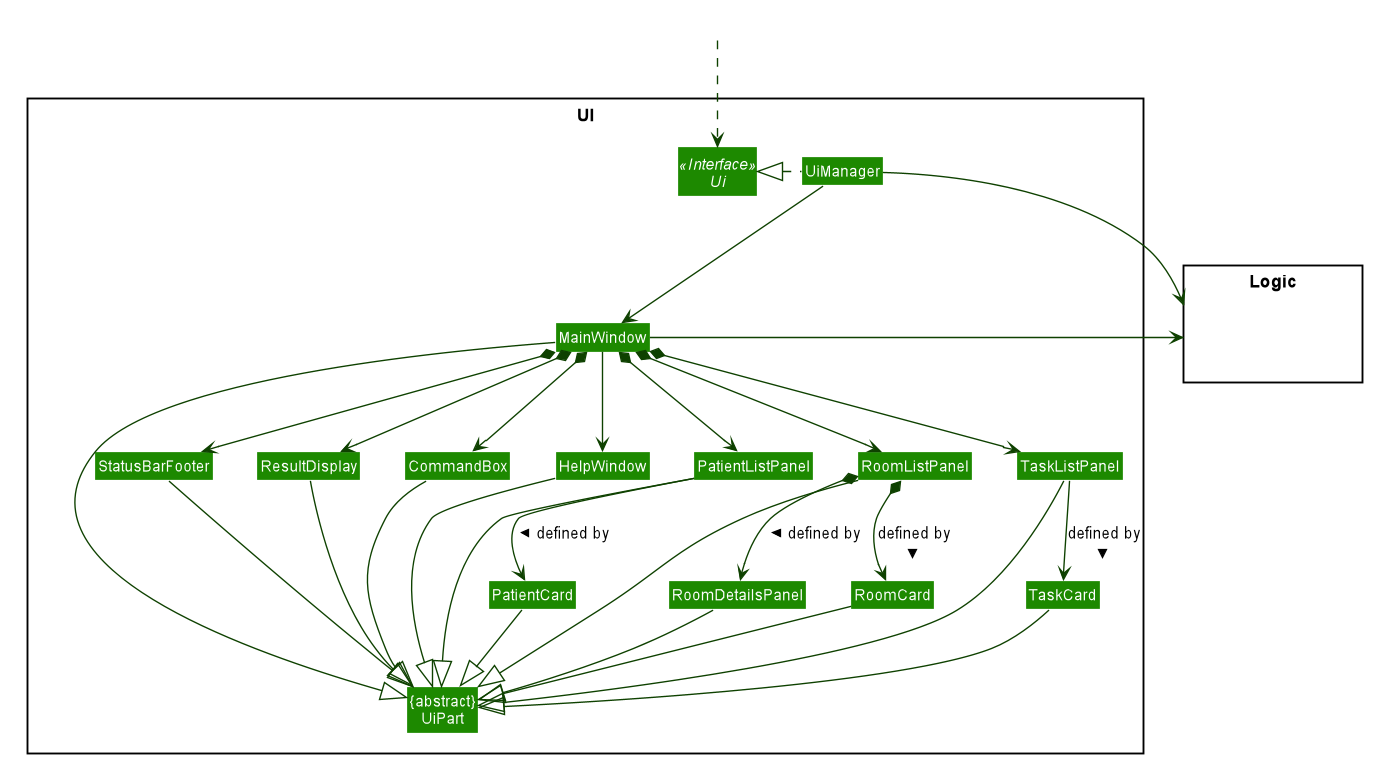 UI
«Interface»
Ui
UiManager
Logic
MainWindow
StatusBarFooter
ResultDisplay
CommandBox
HelpWindow
PatientListPanel
RoomListPanel
TaskListPanel
◄ defined by
◄ defined by
defined by
▼
defined by
▼
PatientCard
RoomDetailsPanel
RoomCard
TaskCard
{abstract}
UiPart